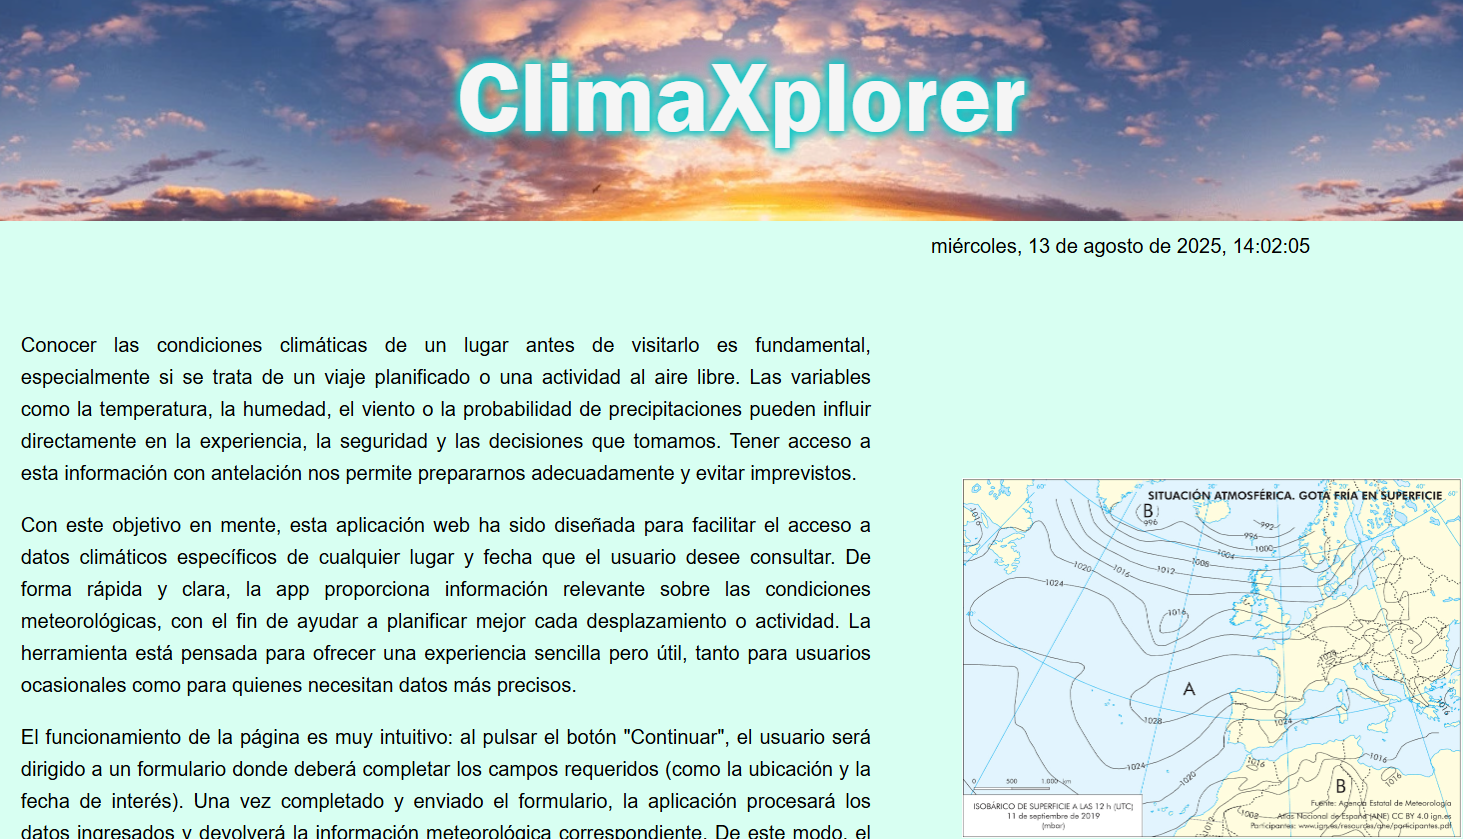 ClimaXplorer
miércoles, 13 de agosto de 2025, 14:02:05
Conocer las condiciones climáticas de un lugar antes de visitarlo es fundamental,
especialmente si se trata de un viaje planificado o una actividad al aire libre. Las variables
como la temperatura, la humedad, el viento o la probabilidad de precipitaciones pueden influir
directamente en la experiencia, la seguridad y las decisiones que tomamos. Tener acceso a
esta información con antelación nos permite prepararnos adecuadamente y evitar imprevistos.
Con este objetivo en mente, esta aplicación web ha sido diseñada para facilitar el acceso a
datos climáticos específicos de cualquier lugar y fecha que el usuario desee consultar. De
forma rápida y clara, la app proporciona información relevante sobre las condiciones
meteorológicas, con el fin de ayudar a planificar mejor cada desplazamiento o actividad. La
herramienta está pensada para ofrecer una experiencia sencilla pero útil, tanto para usuarios
ocasionales como para quienes necesitan datos más precisos.
El funcionamiento de la página es muy intuitivo: al pulsar el botón "Continuar", el usuario será
dirigido a un formulario donde deberá completar los campos requeridos (como la ubicación y la
fecha de interés). Una vez completado y enviado el formulario, la aplicación procesará los
datos ingresados y devolverá la información meteorológica correspondiente. De este modo, el
SITUACIÓN ATMOSFÉRICA. GOTA FRÍA EN SUPERFICIE
B
996
992
996
1000
1004
1008
1012
1016
1020
1024
1016
1016
A
1028
1024
1024
1020
1016
1016
1016
1016
B
1008
1012
0 500 1.000 km
ISOBÁRICO DE SUPERFICIE A LAS 12 h (UTC)
11 de septiembre de 2019
(mbar)
Fuente: Agencia Estatal de Meteorología
Atlas Nacional de España (ANE) CC BY 4.0 ign.es
Participantes: www.ign.es/resources/ane/participantes.pdf